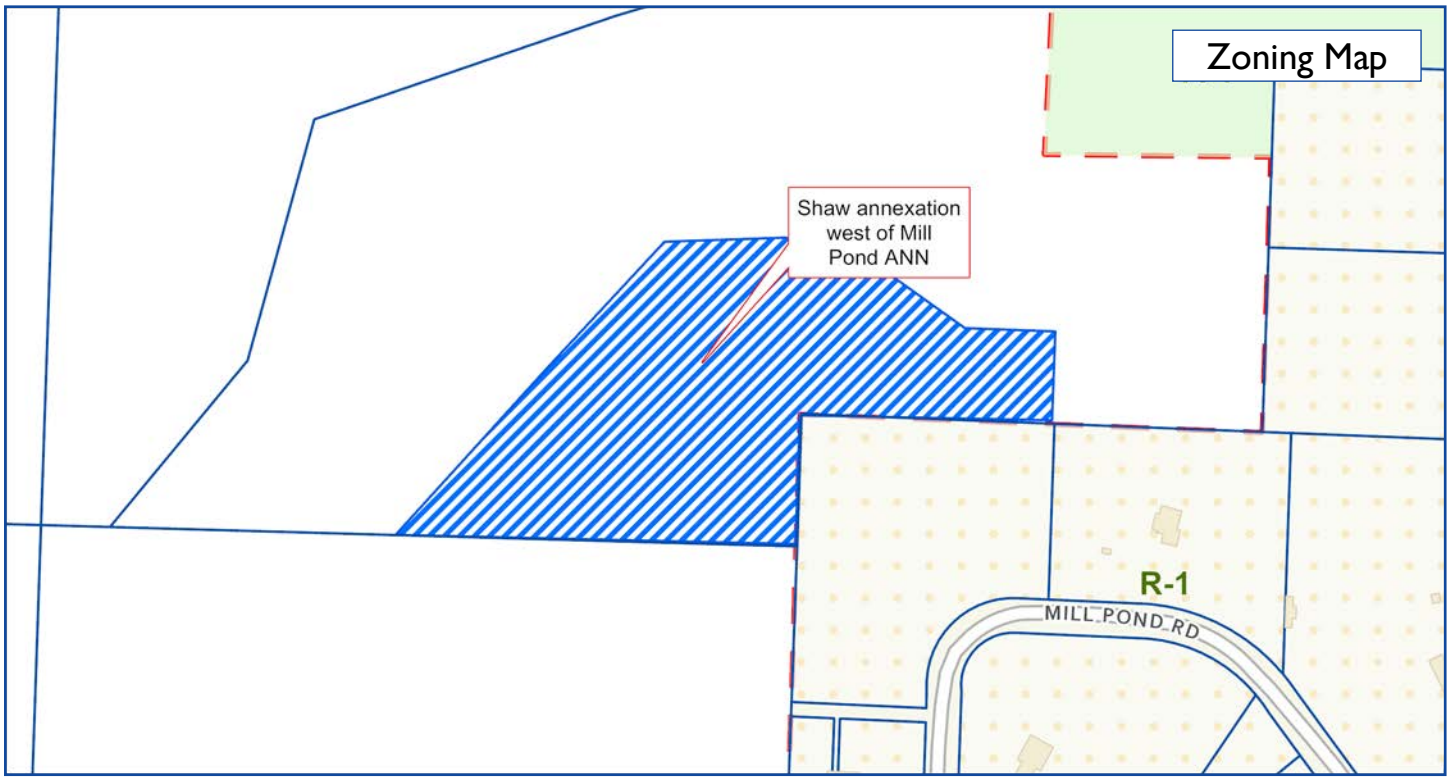 Zoning Map
Shaw annexation
west of Mill
Pond ANN
R-1
MILL POND RD